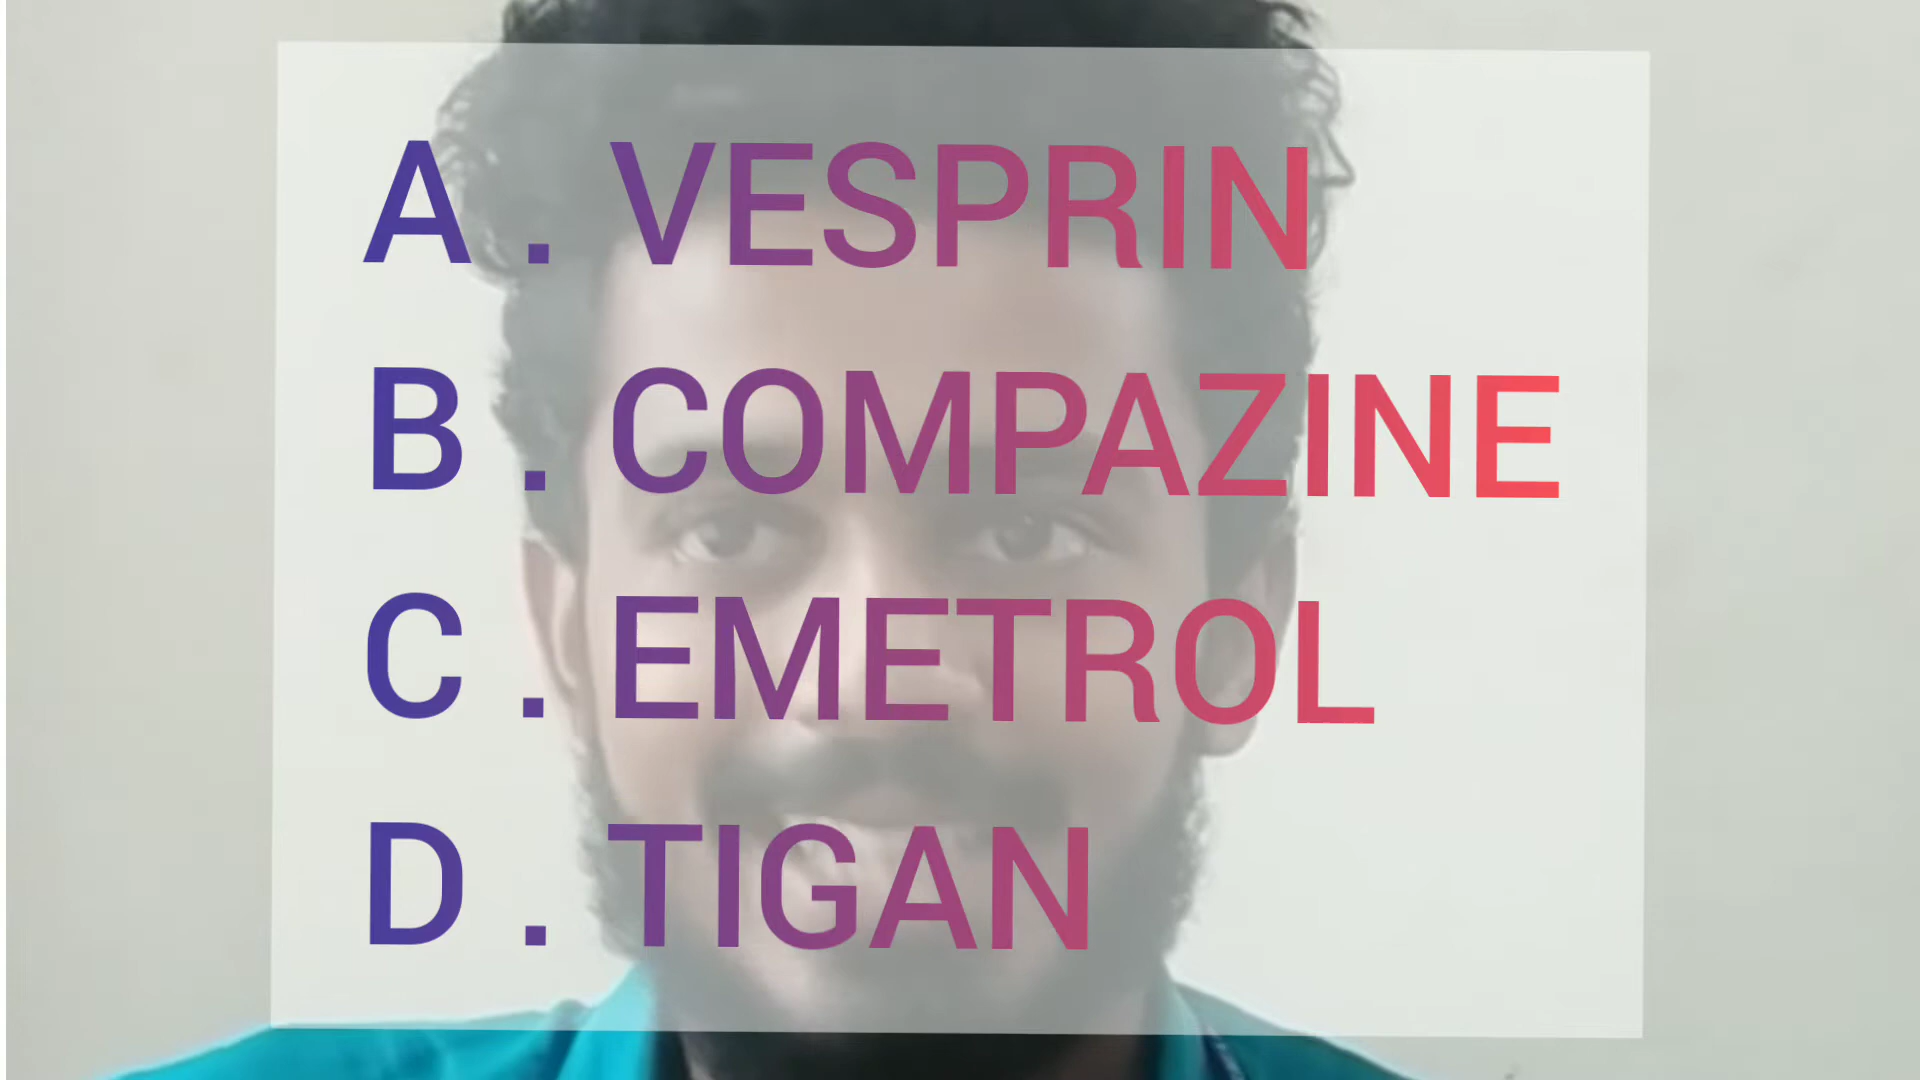 A . VESPRIN
B . COMPAZINE
C . EMETROL
D . TIGAN